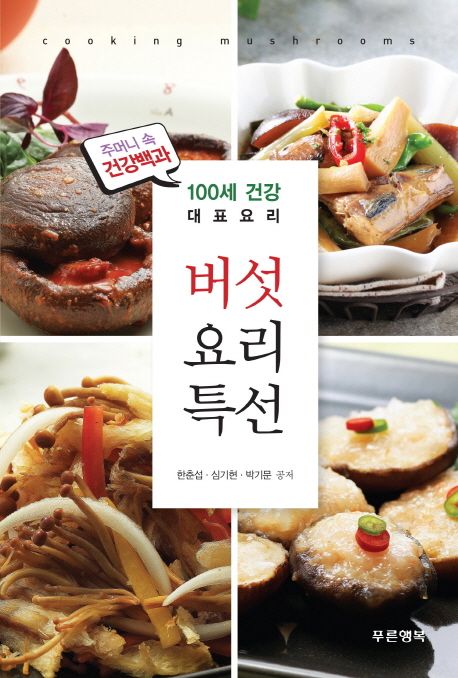 cooking mushrooms
주머니 속
건강백과
100세 건강
대표요리
버섯
요리
특선
한춘섭 · 심기현 · 박기문 공저
푸른행복